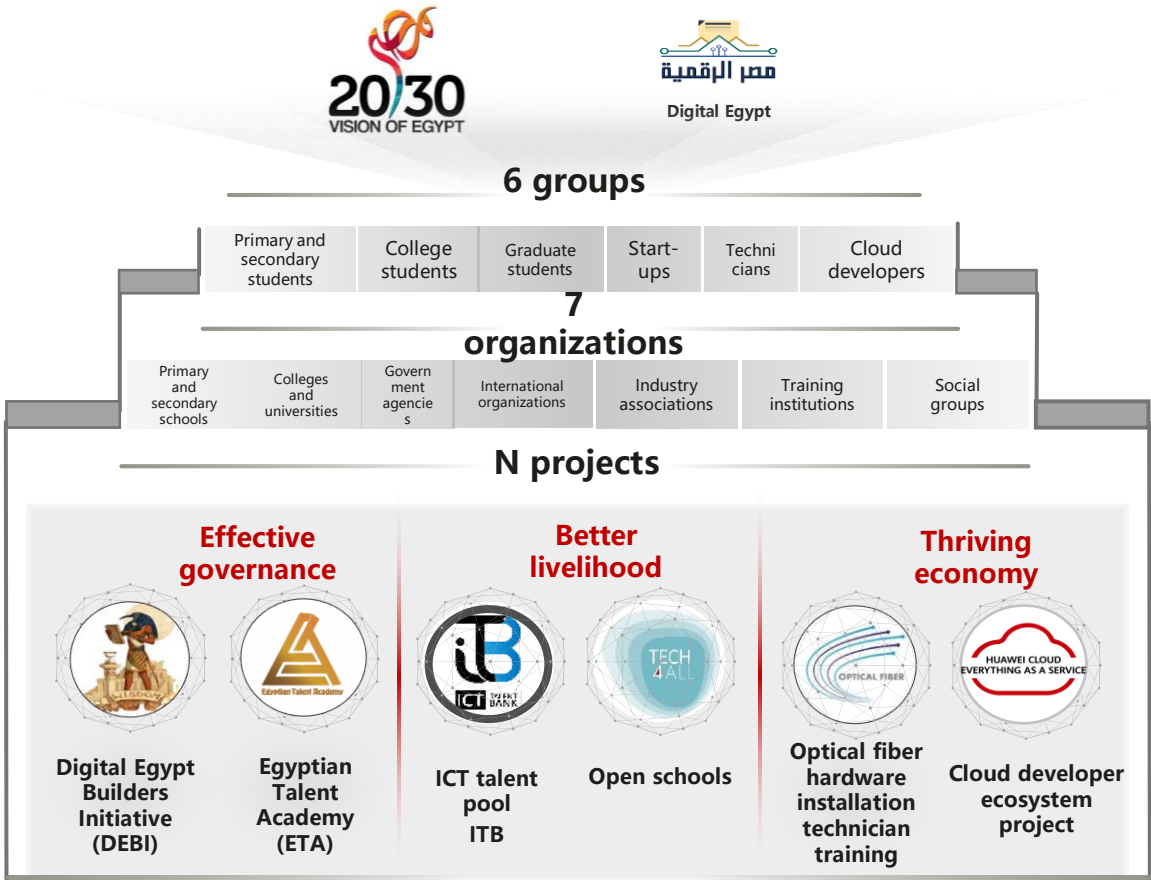 20/30
VISION OF EGYPT
مصر الرقمية
Digital Egypt
6 groups
Primary and
secondary
students
College
students
Graduate
students
Start-
ups
Techni
cians
Cloud
developers
7
organizations
Primary
and
secondary
schools
Colleges
and
universities
Govern
ment
agencie
s
International
organizations
Industry
associations
Training
institutions
Social
groups
N projects
Effective
governance
Better
livelihood
Thriving
economy
WISDOM
Egyptian Talent Academy
iTB
ICT TALENT
BANK
TECH
4ALL
OPTICAL FIBER
HUAWEI CLOUD
EVERYTHING AS A SERVICE
Digital Egypt
Builders
Initiative
(DEBI)
Egyptian
Talent
Academy
(ETA)
ICT talent
pool
ITB
Open schools
Optical fiber
hardware
installation
technician
training
Cloud developer
ecosystem
project